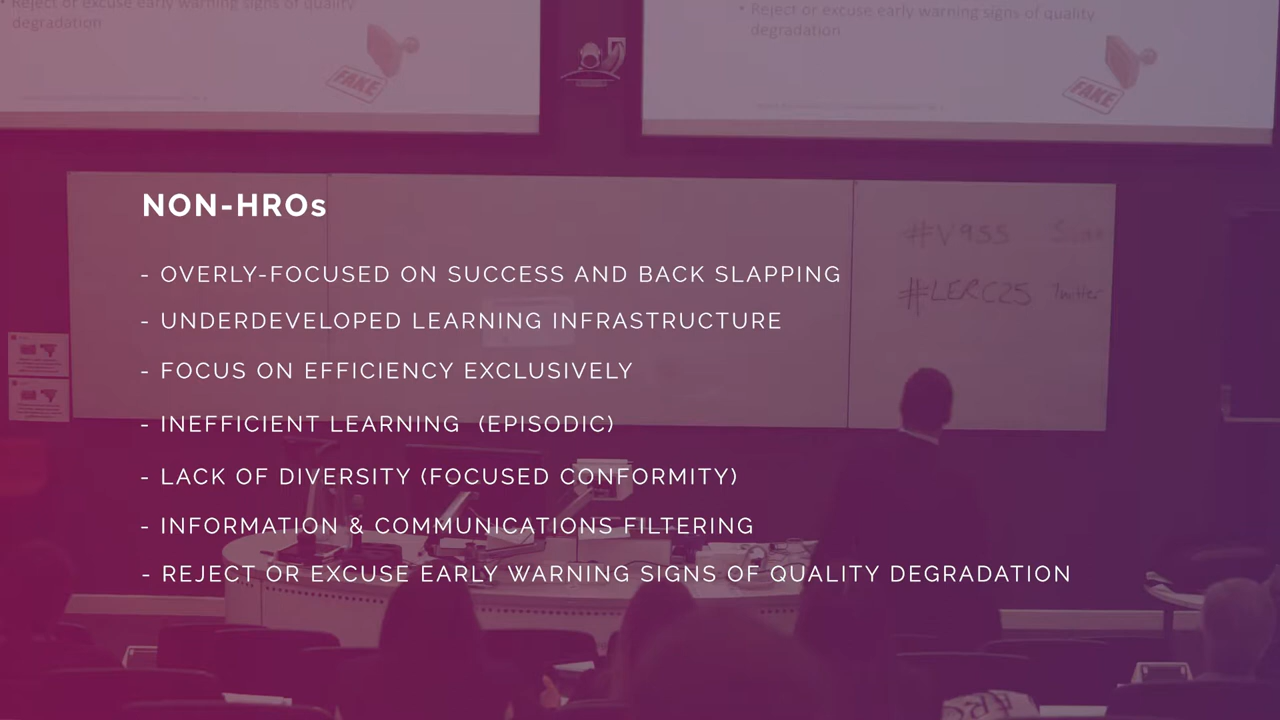 • Reject or excuse early warning signs of quality
degradation
FAKE
• Reject or excuse early warning signs of quality
degradation
FAKE
NON-HROs
#V9SS
- OVERLY-FOCUSED ON SUCCESS AND BACK SLAPPING
#LERC25 Twitter
- UNDERDEVELOPED LEARNING INFRASTRUCTURE
- FOCUS ON EFFICIENCY EXCLUSIVELY
- INEFFICIENT LEARNING (EPISODIC)
- LACK OF DIVERSITY (FOCUSED CONFORMITY)
- INFORMATION & COMMUNICATIONS FILTERING
- REJECT OR EXCUSE EARLY WARNING SIGNS OF QUALITY DEGRADATION